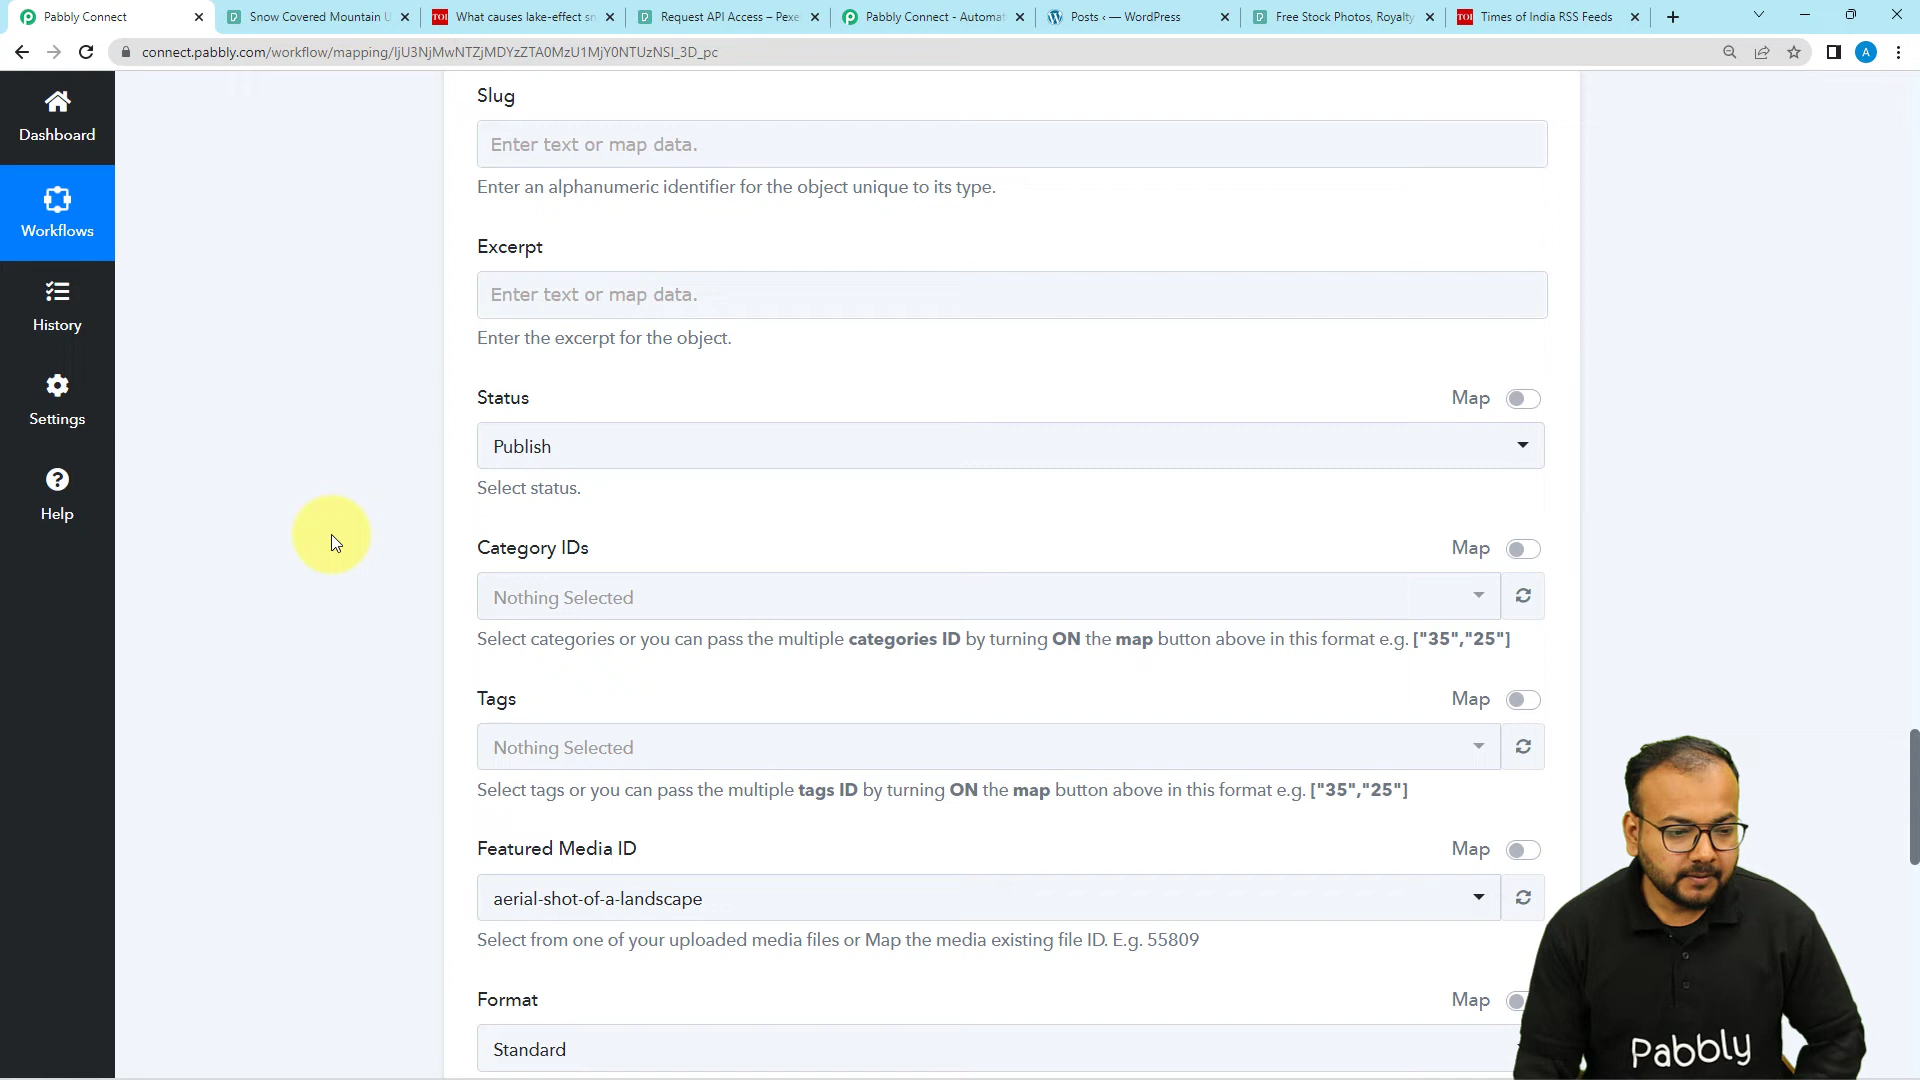 Pabbly Connect
Snow Covered Mountain U
What causes lake-effect sn
Request API Access – Pexe
Pabbly Connect - Automat
Posts ‹ — WordPress
Free Stock Photos, Royalty
Times of India RSS Feeds
connect.pabbly.com/workflow/mapping/IjU3NjMwNTZjMDYzZTA0MzU1MjY0NTUzNSI_3D_pc
A
Dashboard
Workflows
History
Settings
Help
Slug
Enter text or map data.
Enter an alphanumeric identifier for the object unique to its type.
Excerpt
Enter text or map data.
Enter the excerpt for the object.
Status
Map
Publish
Select status.
Category IDs
Map
Nothing Selected
Select categories or you can pass the multiple categories ID by turning ON the map button above in this format e.g. ["35","25"]
Tags
Map
Nothing Selected
Select tags or you can pass the multiple tags ID by turning ON the map button above in this format e.g. ["35","25"]
Featured Media ID
Map
aerial-shot-of-a-landscape
Select from one of your uploaded media files or Map the media existing file ID. E.g. 55809
Format
Map
Standard
Pabbly